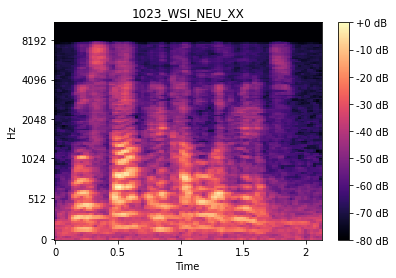 1023_WSI_NEU_XX
+0 dB
8192
-10 dB
4096
-20 dB
-30 dB
2048
Hz
-40 dB
1024
-50 dB
512
-60 dB
-70 dB
0
-80 dB
0 0.5 1 1.5 2
Time